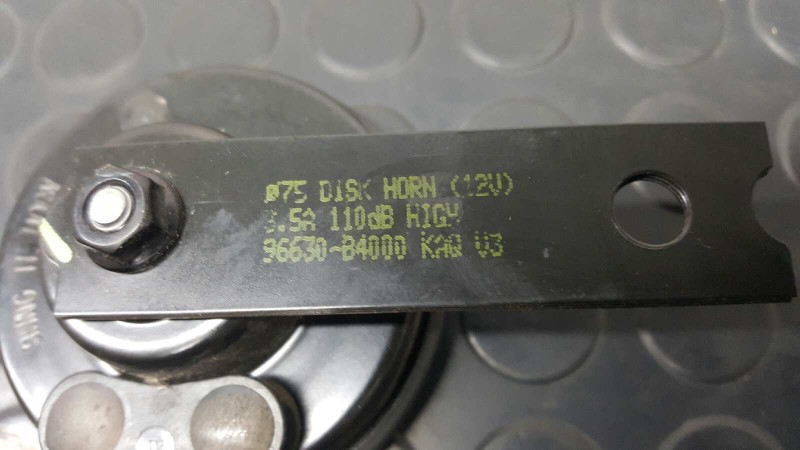 ø75 DISK HORN (12V)
3.5A 110dB HIGH
96630-B4000 KAQ V3